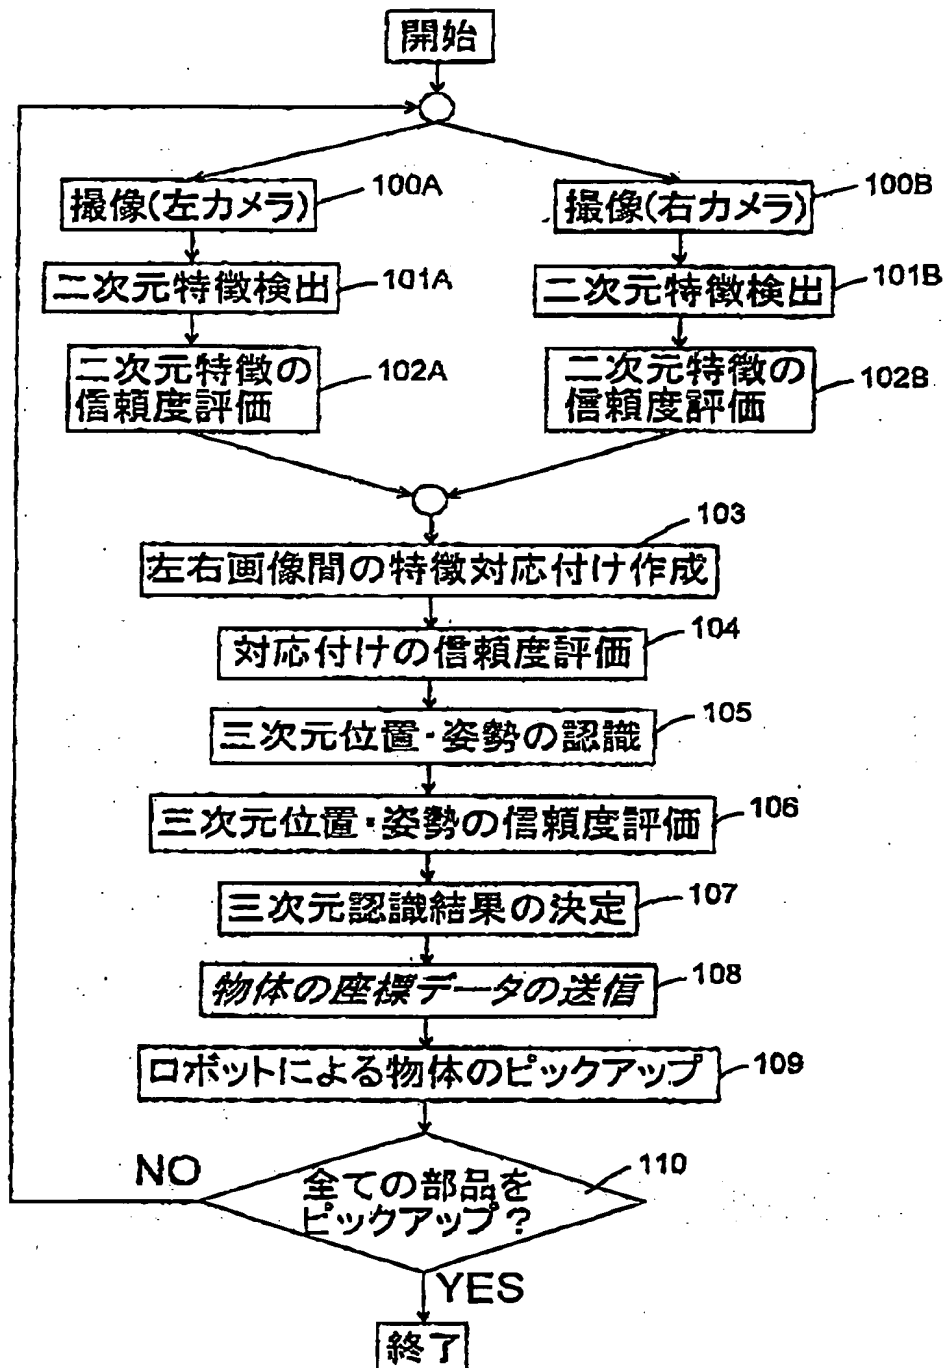 開始
撮像(左カメラ)
100A
撮像(右カメラ)
100B
二次元特徴検出
101A
二次元特徴検出
101B
二次元特徴の
信頼度評価
102A
二次元特徴の
信頼度評価
102B
103
左右画像間の特徴対応付け作成
対応付けの信頼度評価
104
三次元位置・姿勢の認識
105
三次元位置・姿勢の信頼度評価
106
三次元認識結果の決定
107
物体の座標データの送信
108
ロボットによる物体のピックアップ
109
NO
全ての部品を
ピックアップ?
110
YES
終了